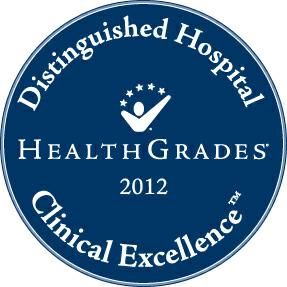 Distinguished Hospital
HEALTHGRADES®
2012
Clinical Excellence™